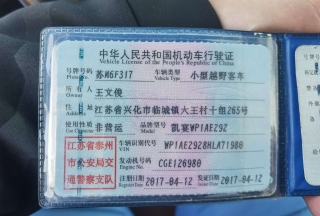 中华人民共和国机动车行驶证
Vehicle License of the People's Republic of China
号牌号码 苏M6F317 车辆类型 小型越野客车
Plate No. Vehicle Type
所有人 王文俊
Owner
住址 江苏省兴化市临城镇大王村十组265号
Address
使用性质 非营运 品牌型号 凯宴WP1AE29Z
Use Character Model
江苏省泰州 车辆识别代号 WP1AE2928HLA71980
VIN
市公安局交 发动机号码 CGE126980
Engine No.
通警察支队 注册日期 2017-04-12 发证日期 2017-04-12
Register Date Issue Date